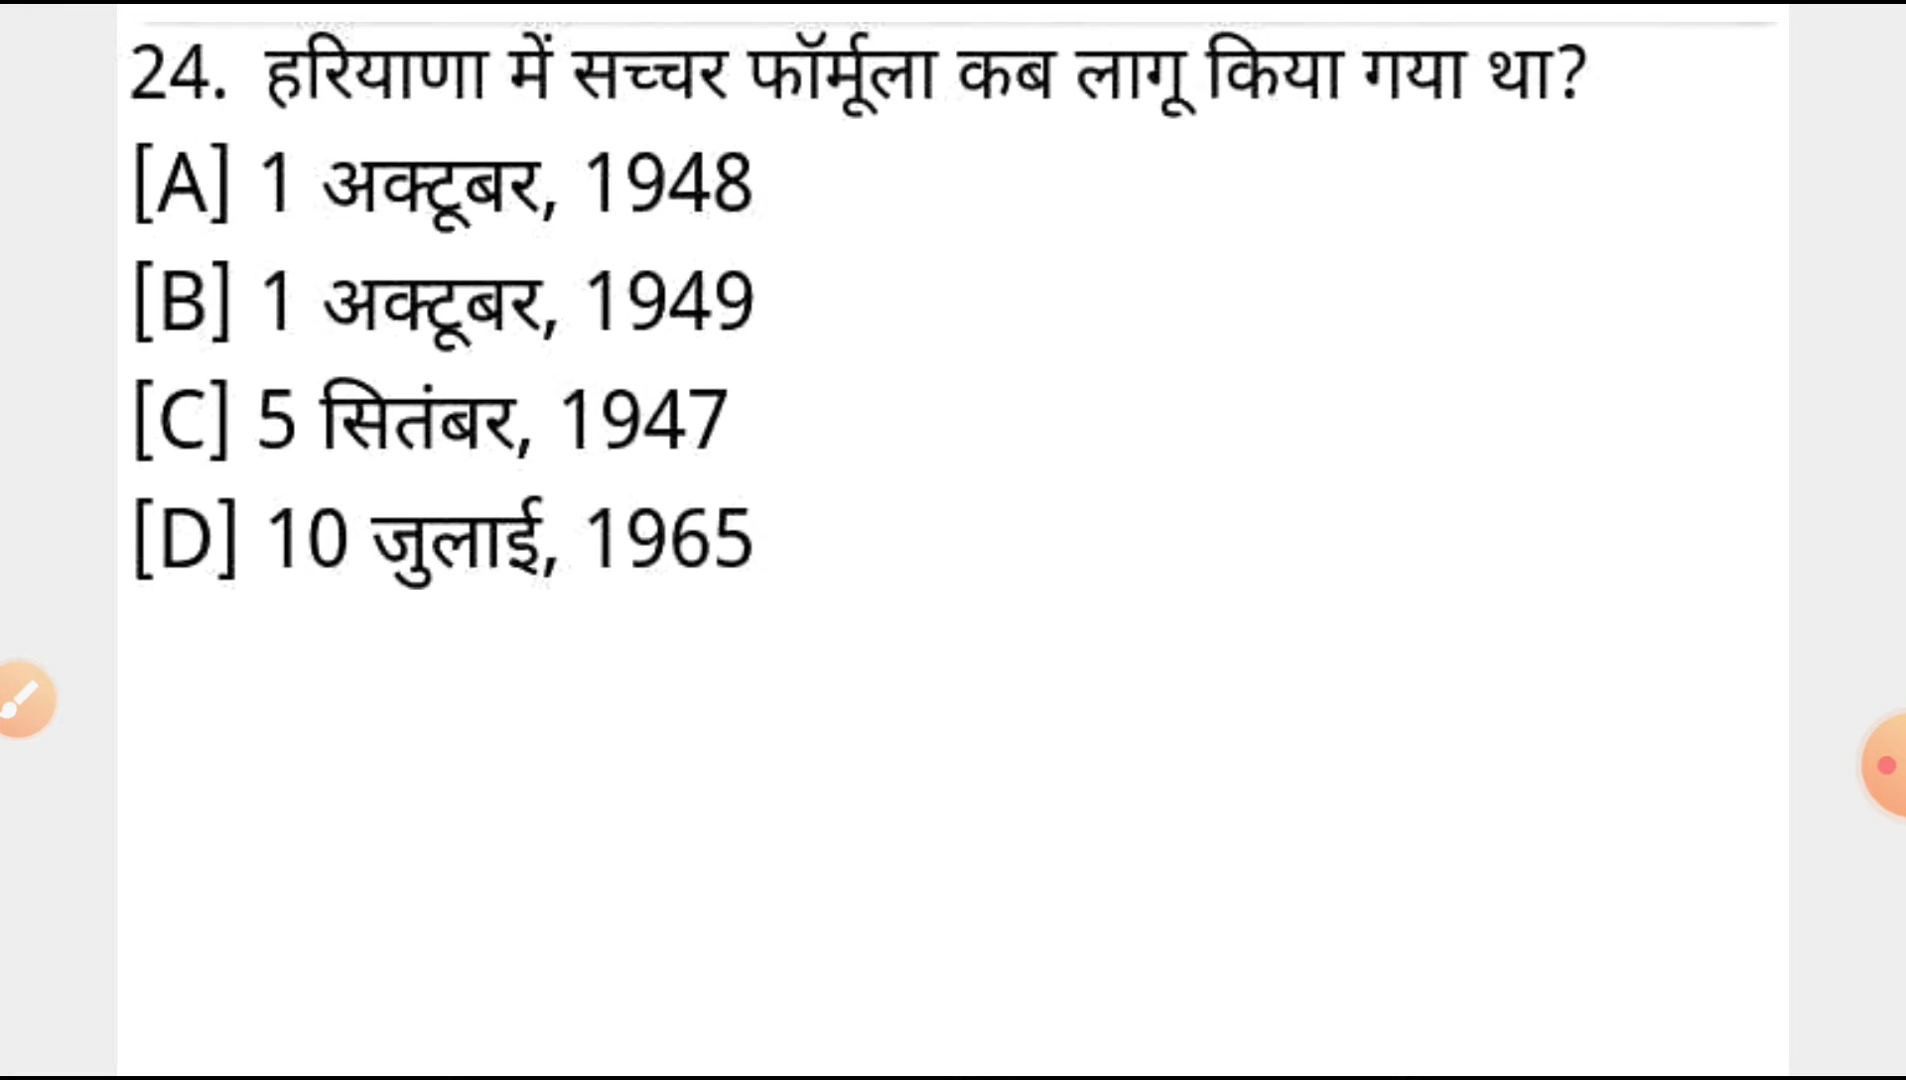 24. हरियाणा में सच्चर फॉर्मूला कब लागू किया गया था?
[A] 1 अक्टूबर, 1948
[B] 1 अक्टूबर, 1949
[C] 5 सितंबर, 1947
[D] 10 जुलाई, 1965